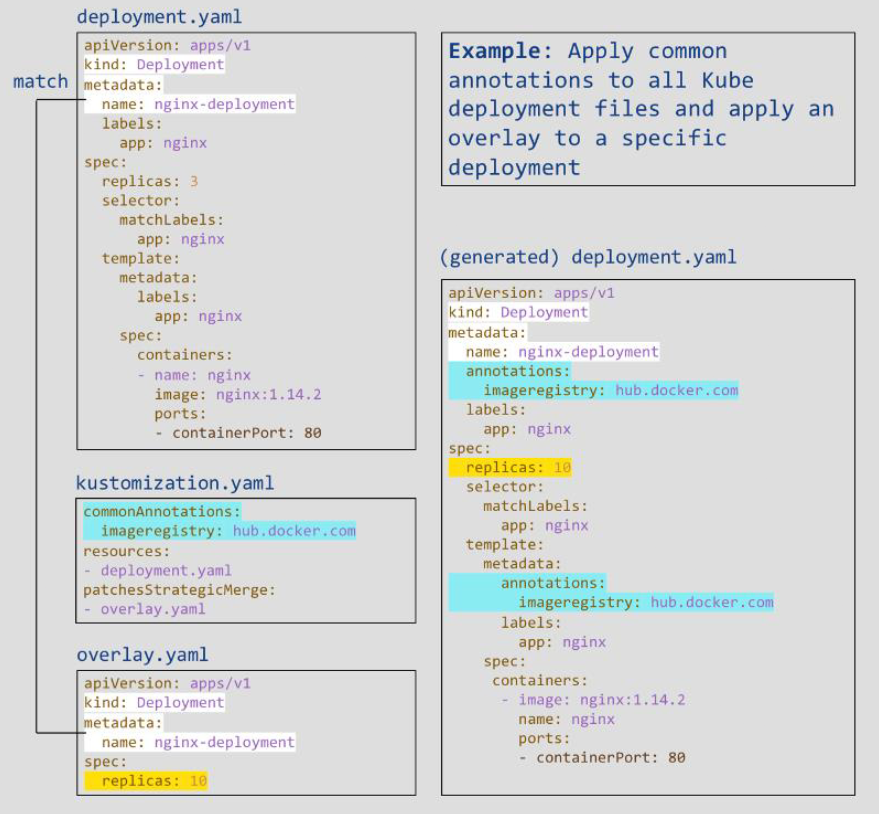 deployment.yaml
match
apiVersion: apps/v1
kind: Deployment
metadata:
  name: nginx-deployment
  labels:
    app: nginx
spec:
  replicas: 3
  selector:
    matchLabels:
      app: nginx
  template:
    metadata:
      labels:
        app: nginx
    spec:
      containers:
      - name: nginx
        image: nginx:1.14.2
        ports:
        - containerPort: 80
kustomization.yaml
commonAnnotations:
  imageregistry: hub.docker.com
resources:
- deployment.yaml
patchesStrategicMerge:
- overlay.yaml
overlay.yaml
apiVersion: apps/v1
kind: Deployment
metadata:
  name: nginx-deployment
spec:
  replicas: 10
Example: Apply common
annotations to all Kube
deployment files and apply an
overlay to a specific
deployment
(generated) deployment.yaml
apiVersion: apps/v1
kind: Deployment
metadata:
  name: nginx-deployment
  annotations:
    imageregistry: hub.docker.com
  labels:
    app: nginx
spec:
  replicas: 10
  selector:
    matchLabels:
      app: nginx
  template:
    metadata:
      annotations:
        imageregistry: hub.docker.com
      labels:
        app: nginx
    spec:
     containers:
      - image: nginx:1.14.2
        name: nginx
        ports:
        - containerPort: 80